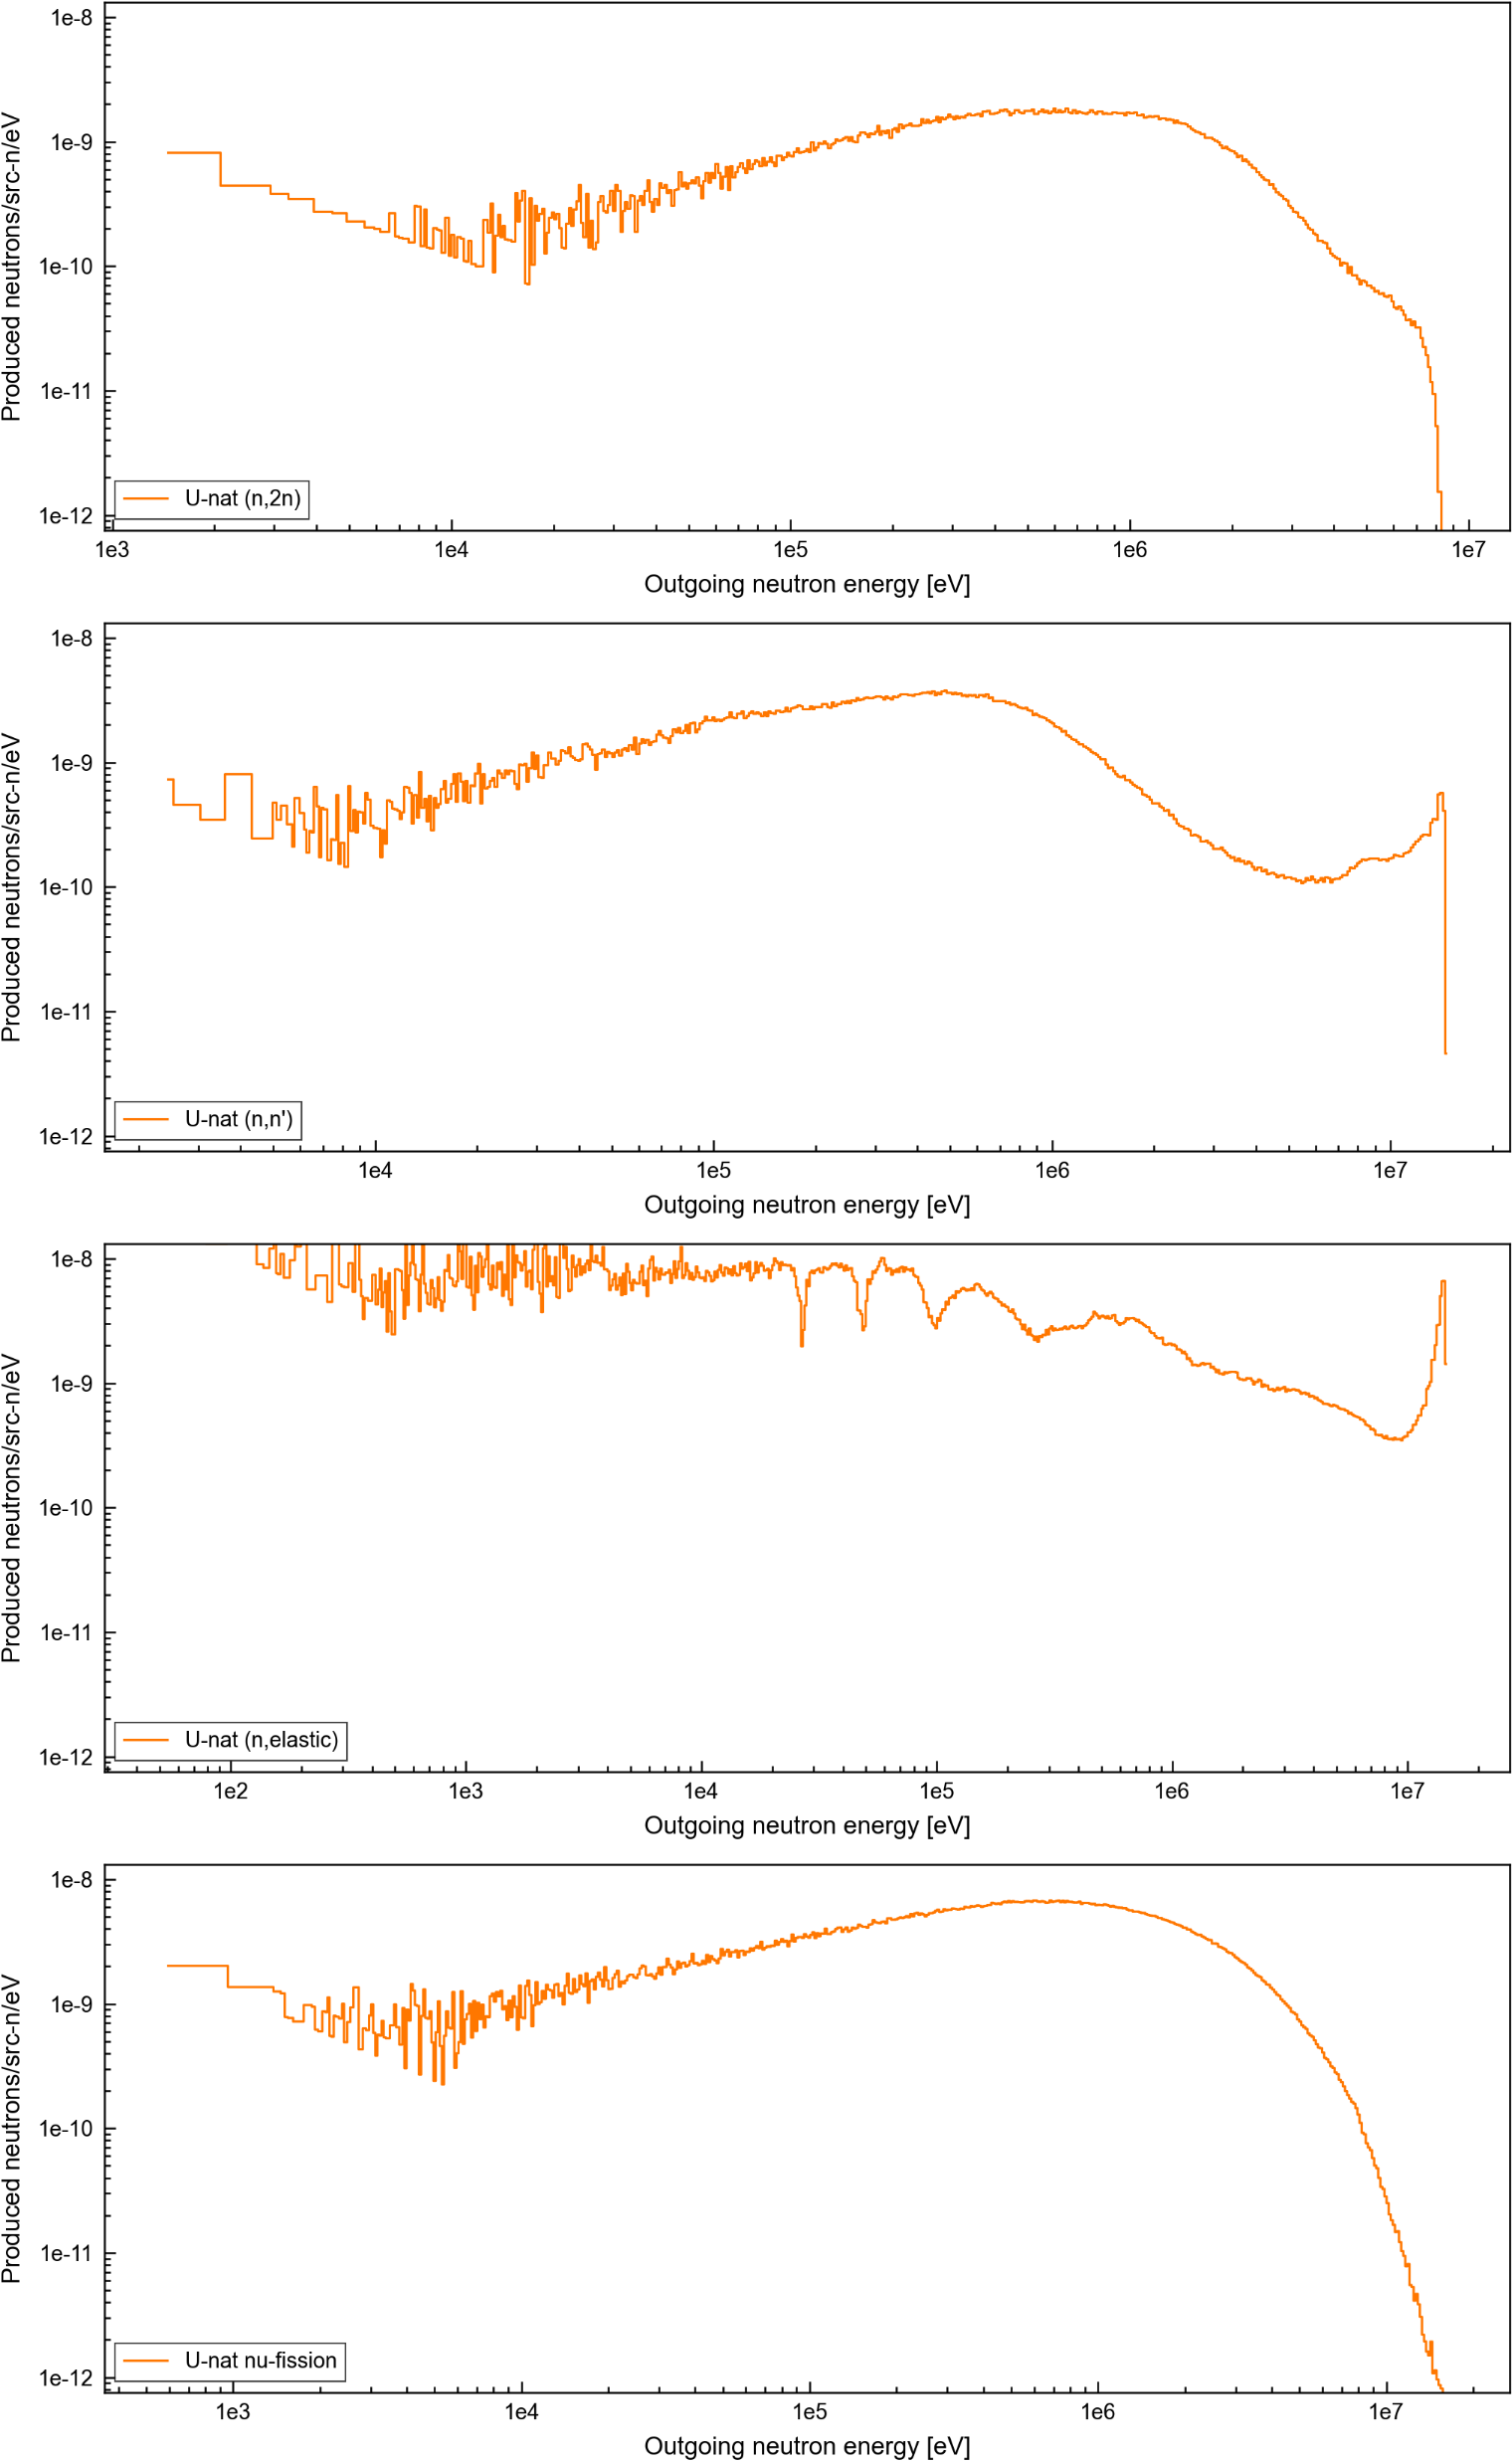 1e-8
1e-9
1e-10
1e-11
1e-12
Produced neutrons/src-n/eV
U-nat (n,2n)
1e3 1e4 1e5 1e6 1e7
Outgoing neutron energy [eV]
1e-8
1e-9
1e-10
1e-11
1e-12
Produced neutrons/src-n/eV
U-nat (n,n')
1e4 1e5 1e6 1e7
Outgoing neutron energy [eV]
1e-8
1e-9
1e-10
1e-11
1e-12
Produced neutrons/src-n/eV
U-nat (n,elastic)
1e2 1e3 1e4 1e5 1e6 1e7
Outgoing neutron energy [eV]
1e-8
1e-9
1e-10
1e-11
1e-12
Produced neutrons/src-n/eV
U-nat nu-fission
1e3 1e4 1e5 1e6 1e7
Outgoing neutron energy [eV]